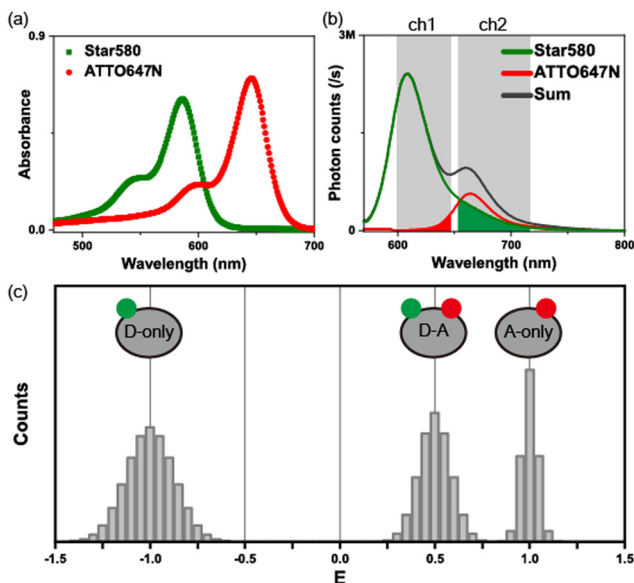 (a)
0.9
Star580
ATTO647N
Absorbance
0.0
500 600 700
Wavelength (nm)
(b)
ch1 ch2
3M
Star580
ATTO647N
Sum
Photon counts (/s)
0
600 700 800
Wavelength (nm)
(c)
D-only D-A A-only
Counts
-1.5 -1.0 -0.5 0.0 0.5 1.0 1.5
E